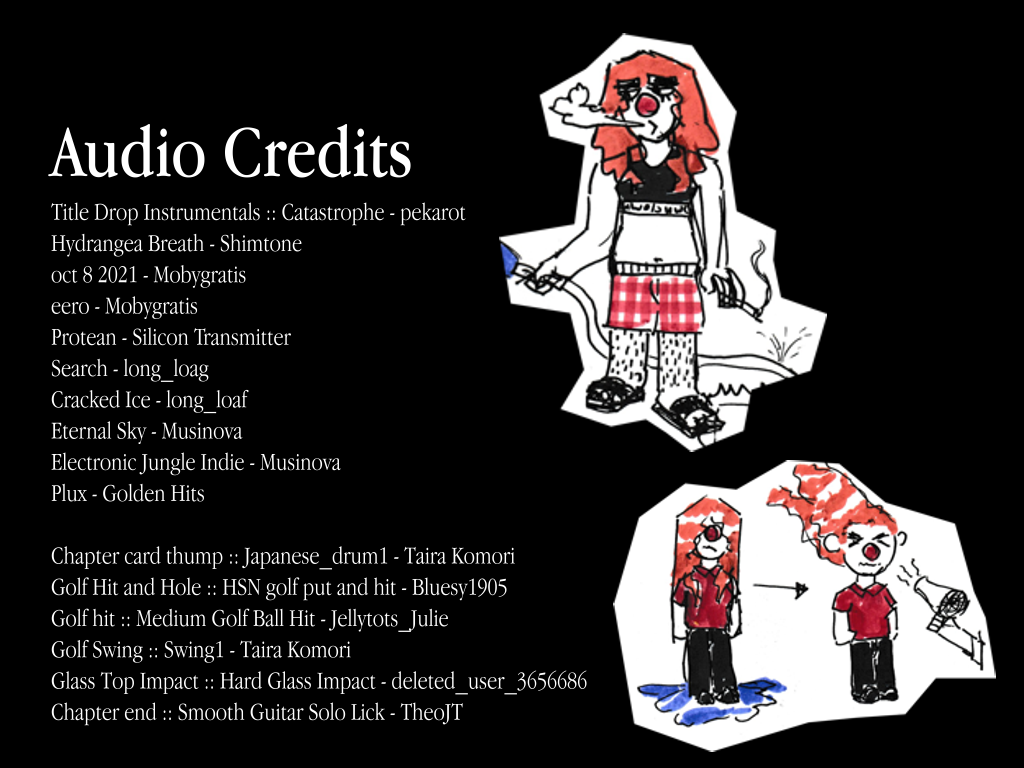 Audio Credits
Title Drop Instrumentals :: Catastrophe - pekarot
Hydrangea Breath - Shimtone
oct 8 2021 - Mobygratis
eero - Mobygratis
Protean - Silicon Transmitter
Search - long_loag
Cracked Ice - long_loaf
Eternal Sky - Musinova
Electronic Jungle Indie - Musinova
Plux - Golden Hits
Chapter card thump :: Japanese_drum1 - Taira Komori
Golf Hit and Hole :: HSN golf put and hit - Bluesy1905
Golf hit :: Medium Golf Ball Hit - Jellytots_Julie
Golf Swing :: Swing1 - Taira Komori
Glass Top Impact :: Hard Glass Impact - deleted_user_3656686
Chapter end :: Smooth Guitar Solo Lick - TheoJT